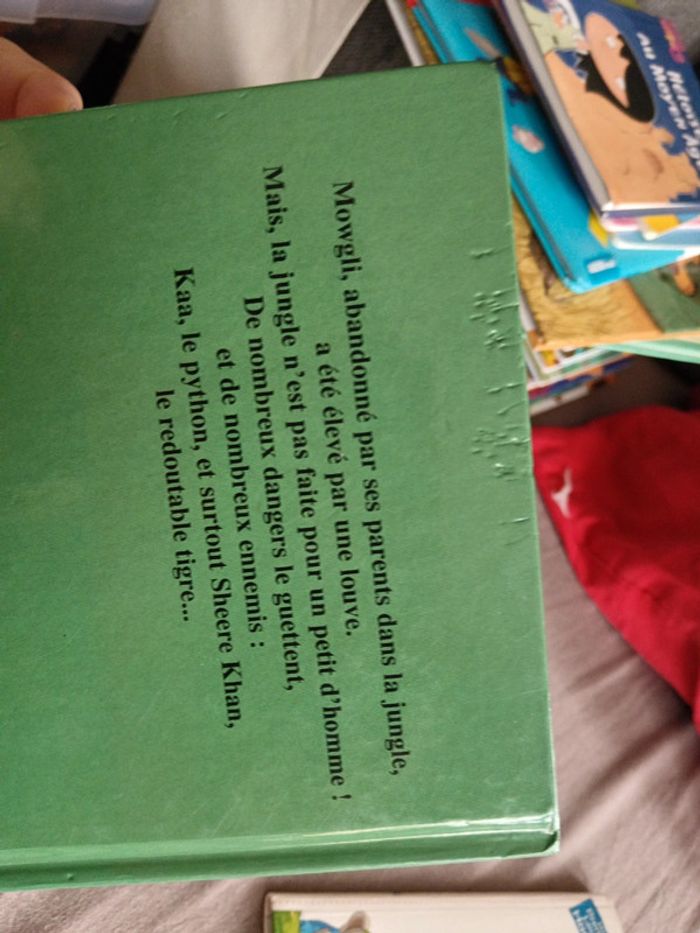 Mowgli, abandonné par ses parents dans la jungle,
a été élevé par une louve.
Mais, la jungle n'est pas faite pour un petit d'homme !
De nombreux dangers le guettent,
et de nombreux ennemis :
Kaa, le python, et surtout Sheere Khan,
le redoutable tigre...
Au Moyen